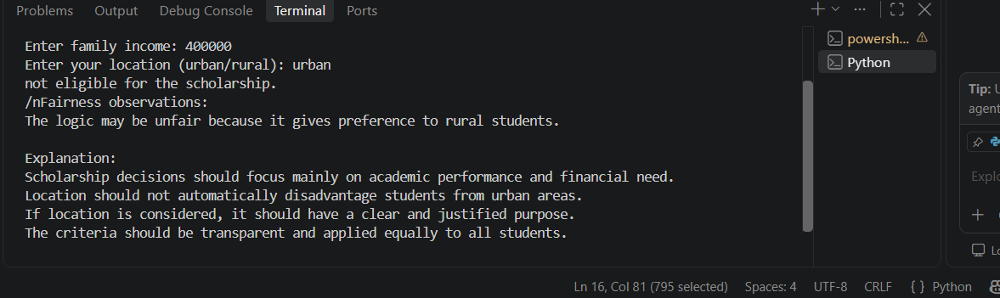 Problems Output Debug Console Terminal Ports
Enter family income: 400000
Enter your location (urban/rural): urban
not eligible for the scholarship.
/nFairness observations:
The logic may be unfair because it gives preference to rural students.
Explanation:
Scholarship decisions should focus mainly on academic performance and financial need.
Location should not automatically disadvantage students from urban areas.
If location is considered, it should have a clear and justified purpose.
The criteria should be transparent and applied equally to all students.
powersh...
Python
Tip:
agent
Ln 16, Col 81 (795 selected) Spaces: 4 UTF-8 CRLF { } Python